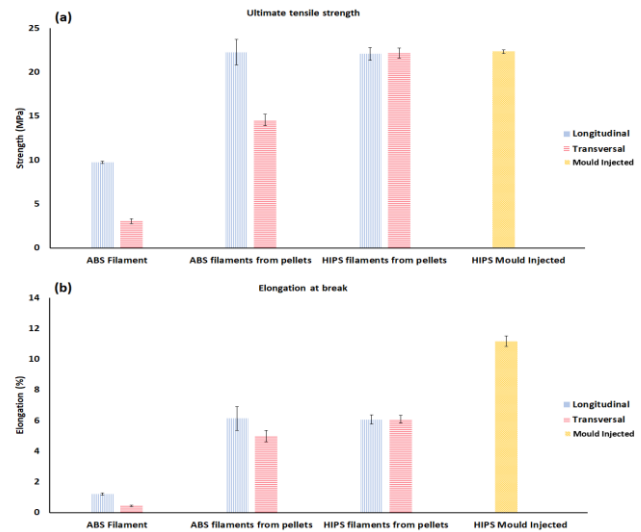 (a)
Ultimate tensile strength
25
20
15
10
5
0
Strength (MPa)
Longitudinal
Transversal
Mould Injected
ABS Filament
ABS filaments from pellets
HIPS filaments from pellets
HIPS Mould Injected
(b)
Elongation at break
14
12
10
8
6
4
2
0
Elongation (%)
Longitudinal
Transversal
Mould Injected
ABS Filament
ABS filaments from pellets
HIPS filaments from pellets
HIPS Mould Injected